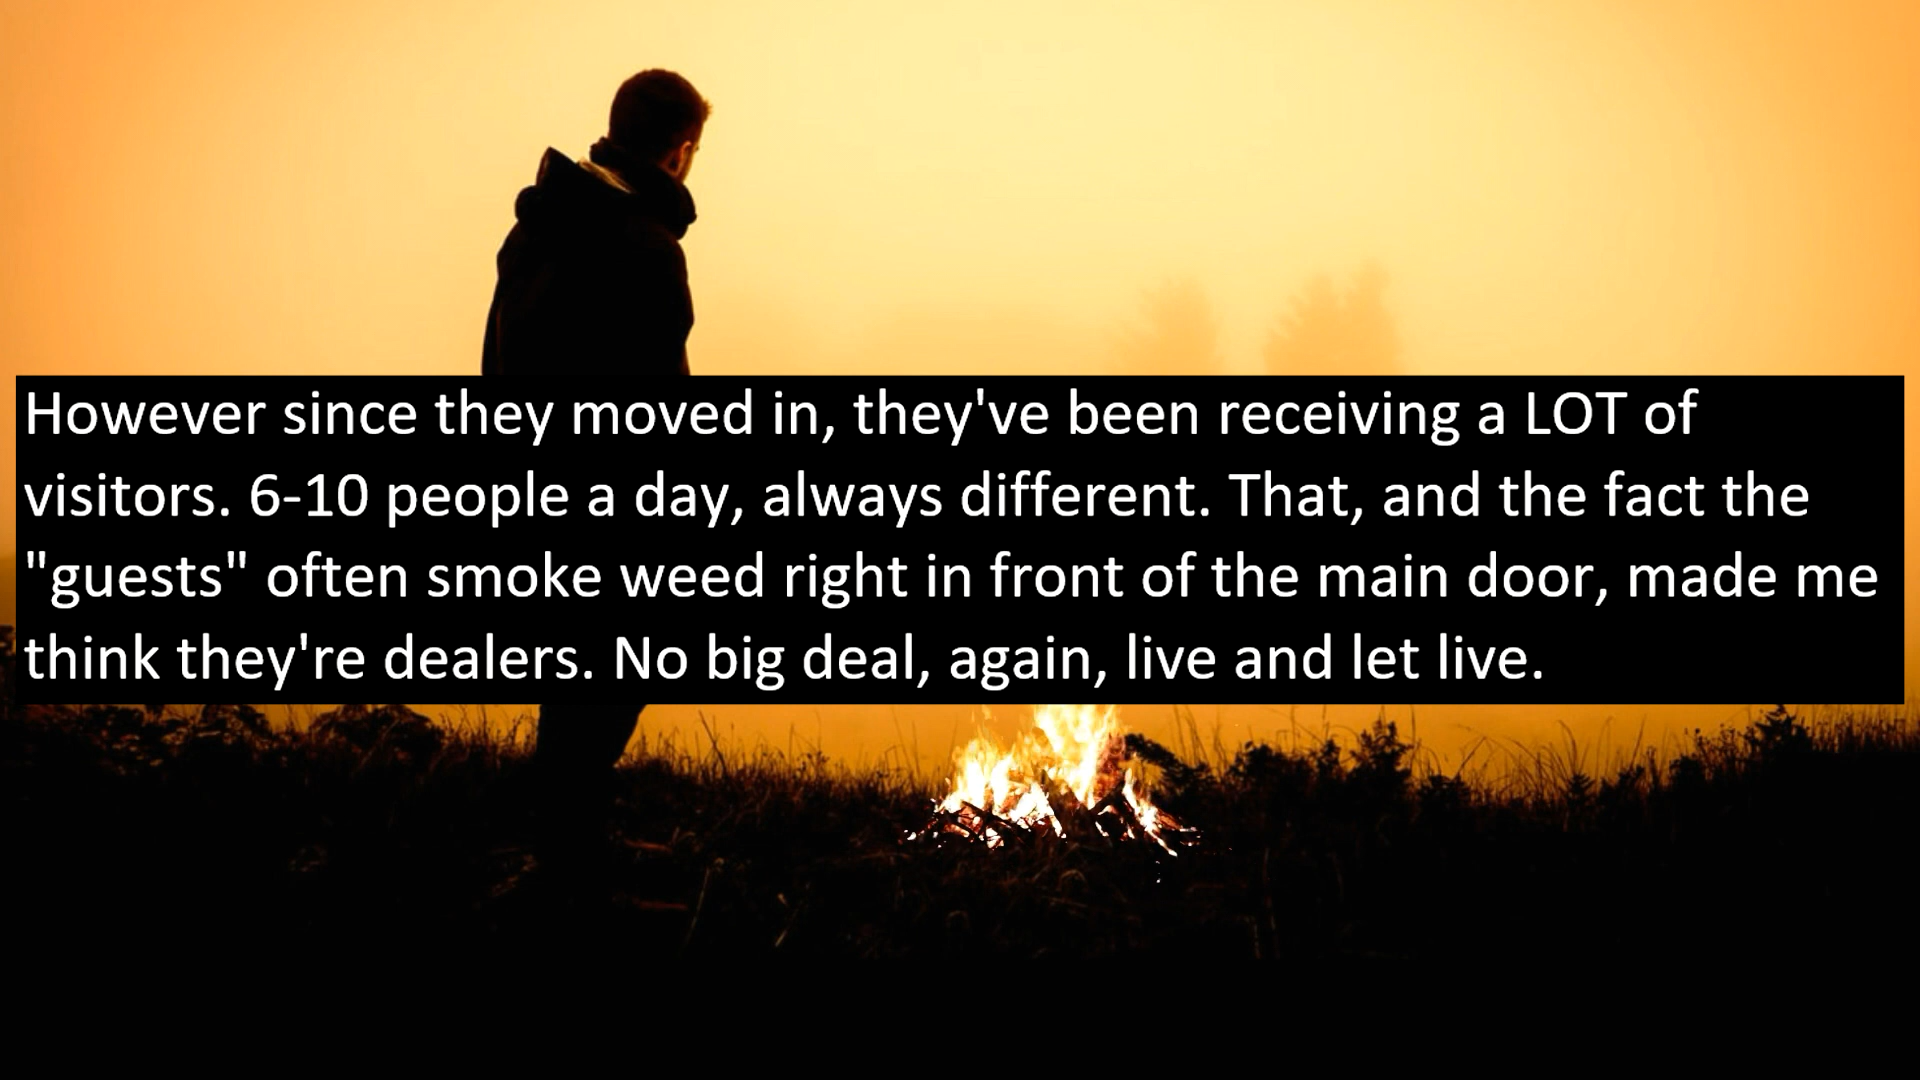 However since they moved in, they've been receiving a LOT of
visitors. 6-10 people a day, always different. That, and the fact the
"guests" often smoke weed right in front of the main door, made me
think they're dealers. No big deal, again, live and let live.